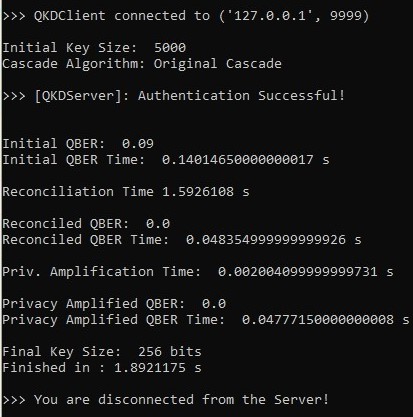 >>> QKDClient connected to ('127.0.0.1', 9999)
Initial Key Size:  5000
Cascade Algorithm: Original Cascade
>>> [QKDServer]: Authentication Successful!
Initial QBER:  0.09
Initial QBER Time:  0.14014650000000017 s
Reconciliation Time 1.5926108 s
Reconciled QBER:  0.0
Reconciled QBER Time:  0.048354999999999926 s
Priv. Amplification Time:  0.002004099999999731 s
Privacy Amplified QBER:  0.0
Privacy Amplified QBER Time:  0.04777150000000008 s
Final Key Size:  256 bits
Finished in : 1.8921175 s
>>> You are disconnected from the Server!